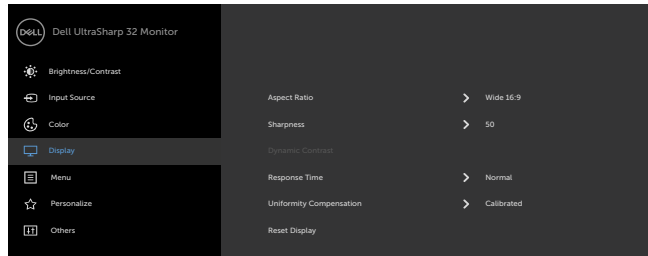 DELL Dell UltraSharp 32 Monitor
Brightness/Contrast
Input Source
Aspect Ratio Wide 16:9
Color
Sharpness 50
Display
Dynamic Contrast
Menu
Response Time Normal
Personalize
Uniformity Compensation Calibrated
Others
Reset Display